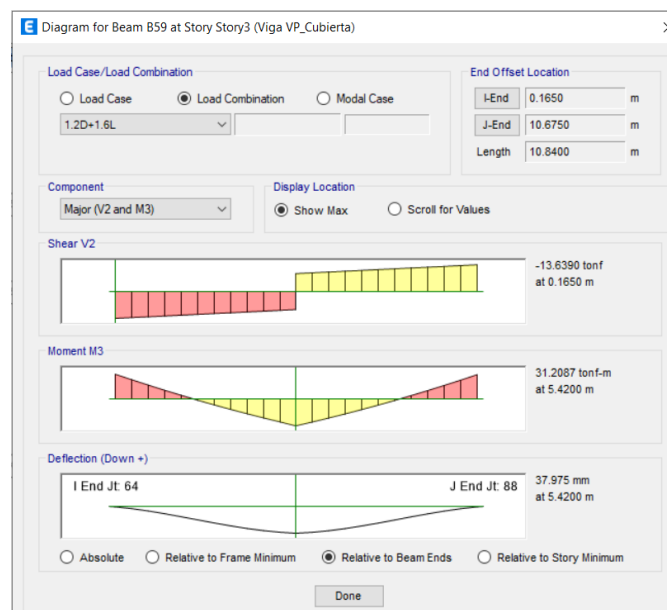 E Diagram for Beam B59 at Story Story3 (Viga VP_Cubierta)
Load Case/Load Combination
Load Case Load Combination Modal Case
1.2D+1.6L
End Offset Location
I-End 0.1650 m
J-End 10.6750 m
Length 10.8400 m
Component
Major (V2 and M3)
Display Location
Show Max Scroll for Values
Shear V2
-13.6390 tonf
at 0.1650 m
Moment M3
31.2087 tonf-m
at 5.4200 m
Deflection (Down +)
I End Jt: 64 J End Jt: 88
37.975 mm
at 5.4200 m
Absolute Relative to Frame Minimum Relative to Beam Ends Relative to Story Minimum
Done